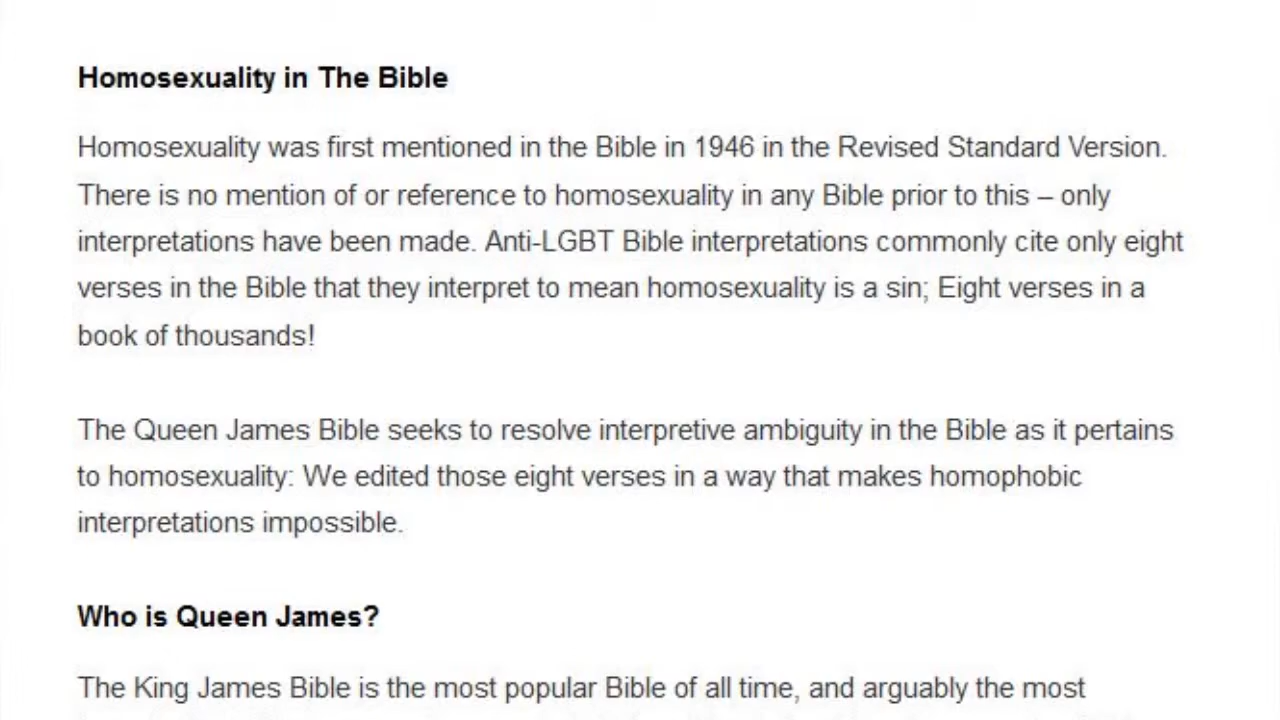 Homosexuality in The Bible
Homosexuality was first mentioned in the Bible in 1946 in the Revised Standard Version.
There is no mention of or reference to homosexuality in any Bible prior to this – only
interpretations have been made. Anti-LGBT Bible interpretations commonly cite only eight
verses in the Bible that they interpret to mean homosexuality is a sin; Eight verses in a
book of thousands!
The Queen James Bible seeks to resolve interpretive ambiguity in the Bible as it pertains
to homosexuality: We edited those eight verses in a way that makes homophobic
interpretations impossible.
Who is Queen James?
The King James Bible is the most popular Bible of all time, and arguably the most